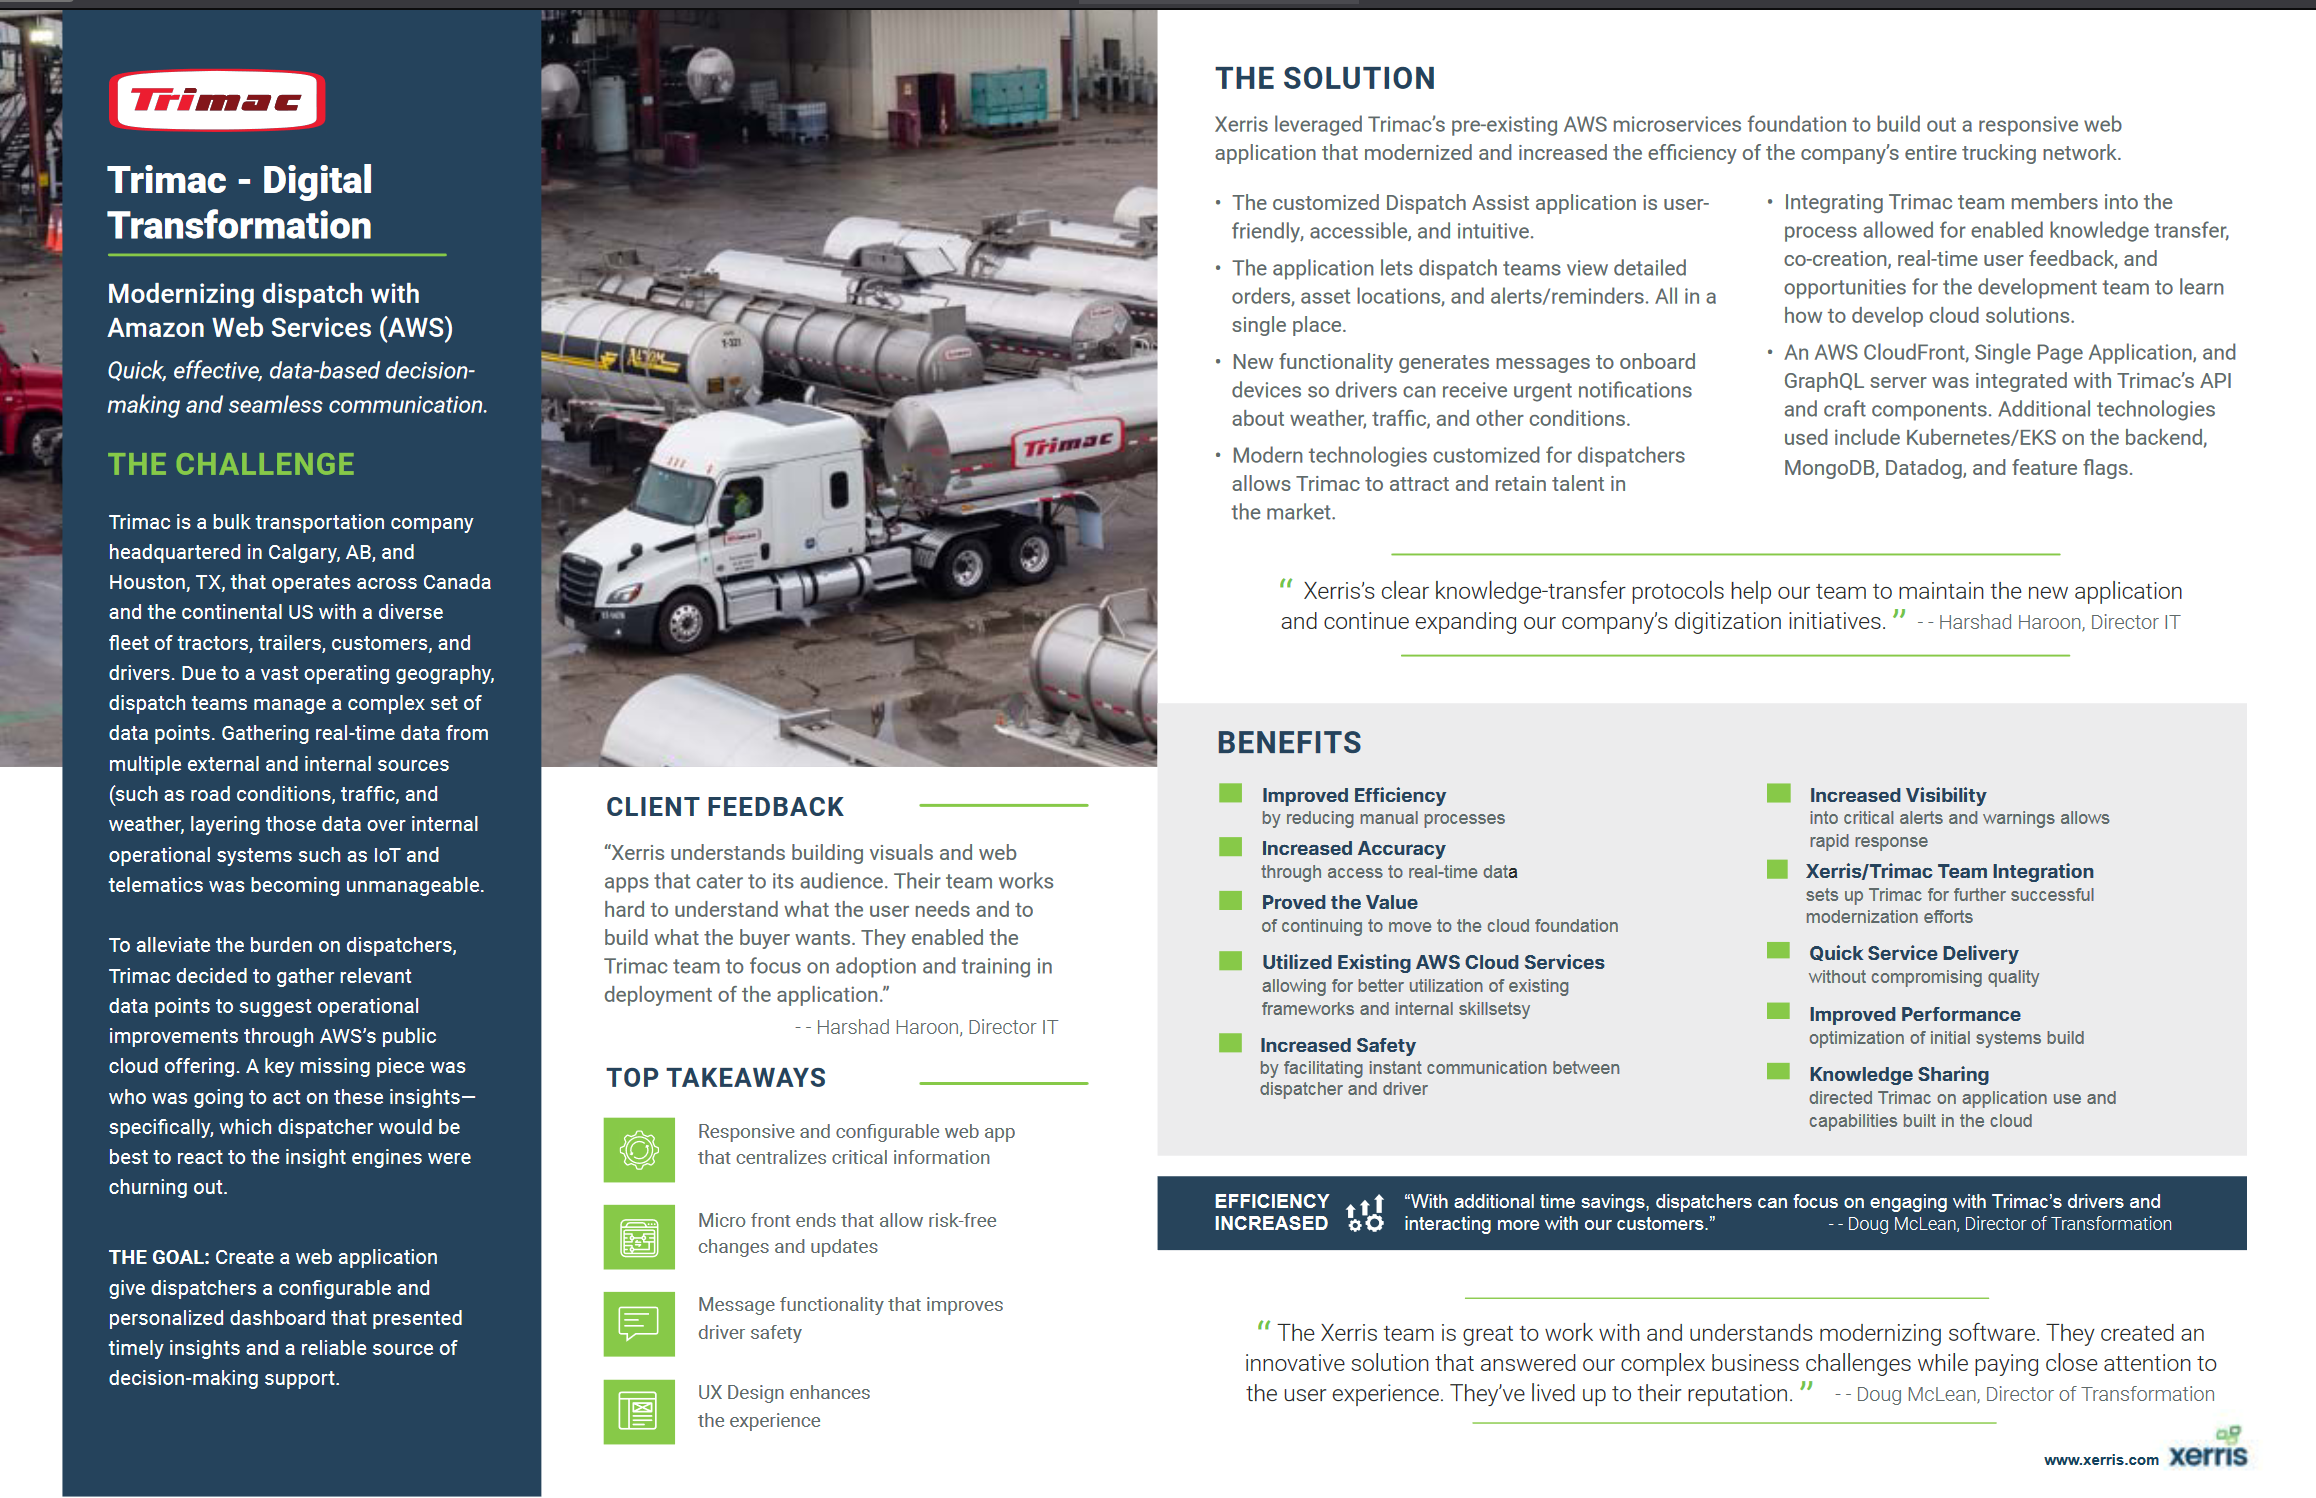 Trimac
Trimac - Digital
Transformation
Modernizing dispatch with
Amazon Web Services (AWS)
Quick, effective, data-based decision-
making and seamless communication.
THE CHALLENGE
Trimac is a bulk transportation company
headquartered in Calgary, AB, and
Houston, TX, that operates across Canada
and the continental US with a diverse
fleet of tractors, trailers, customers, and
drivers. Due to a vast operating geography,
dispatch teams manage a complex set of
data points. Gathering real-time data from
multiple external and internal sources
(such as road conditions, traffic, and
weather, layering those data over internal
operational systems such as IoT and
telematics was becoming unmanageable.
To alleviate the burden on dispatchers,
Trimac decided to gather relevant
data points to suggest operational
improvements through AWS's public
cloud offering. A key missing piece was
who was going to act on these insights—
specifically, which dispatcher would be
best to react to the insight engines were
churning out.
THE GOAL: Create a web application
give dispatchers a configurable and
personalized dashboard that presented
timely insights and a reliable source of
decision-making support.
Trimac
CLIENT FEEDBACK
“Xerris understands building visuals and web
apps that cater to its audience. Their team works
hard to understand what the user needs and to
build what the buyer wants. They enabled the
Trimac team to focus on adoption and training in
deployment of the application.”
- - Harshad Haroon, Director IT
TOP TAKEAWAYS
Responsive and configurable web app
that centralizes critical information
Micro front ends that allow risk-free
changes and updates
Message functionality that improves
driver safety
UX Design enhances
the experience
THE SOLUTION
Xerris leveraged Trimac's pre-existing AWS microservices foundation to build out a responsive web
application that modernized and increased the efficiency of the company's entire trucking network.
• The customized Dispatch Assist application is user-
friendly, accessible, and intuitive.
• The application lets dispatch teams view detailed
orders, asset locations, and alerts/reminders. All in a
single place.
• New functionality generates messages to onboard
devices so drivers can receive urgent notifications
about weather, traffic, and other conditions.
• Modern technologies customized for dispatchers
allows Trimac to attract and retain talent in
the market.
• Integrating Trimac team members into the
process allowed for enabled knowledge transfer,
co-creation, real-time user feedback, and
opportunities for the development team to learn
how to develop cloud solutions.
• An AWS CloudFront, Single Page Application, and
GraphQL server was integrated with Trimac's API
and craft components. Additional technologies
used include Kubernetes/EKS on the backend,
MongoDB, Datadog, and feature flags.
“ Xerris's clear knowledge-transfer protocols help our team to maintain the new application
and continue expanding our company's digitization initiatives. ” - - Harshad Haroon, Director IT
BENEFITS
Improved Efficiency
by reducing manual processes
Increased Accuracy
through access to real-time data
Proved the Value
of continuing to move to the cloud foundation
Utilized Existing AWS Cloud Services
allowing for better utilization of existing
frameworks and internal skillsetsy
Increased Safety
by facilitating instant communication between
dispatcher and driver
Increased Visibility
into critical alerts and warnings allows
rapid response
Xerris/Trimac Team Integration
sets up Trimac for further successful
modernization efforts
Quick Service Delivery
without compromising quality
Improved Performance
optimization of initial systems build
Knowledge Sharing
directed Trimac on application use and
capabilities built in the cloud
EFFICIENCY
INCREASED
“With additional time savings, dispatchers can focus on engaging with Trimac's drivers and
interacting more with our customers.” - - Doug McLean, Director of Transformation
“ The Xerris team is great to work with and understands modernizing software. They created an
innovative solution that answered our complex business challenges while paying close attention to
the user experience. They've lived up to their reputation. ” - - Doug McLean, Director of Transformation
www.xerris.com xerris